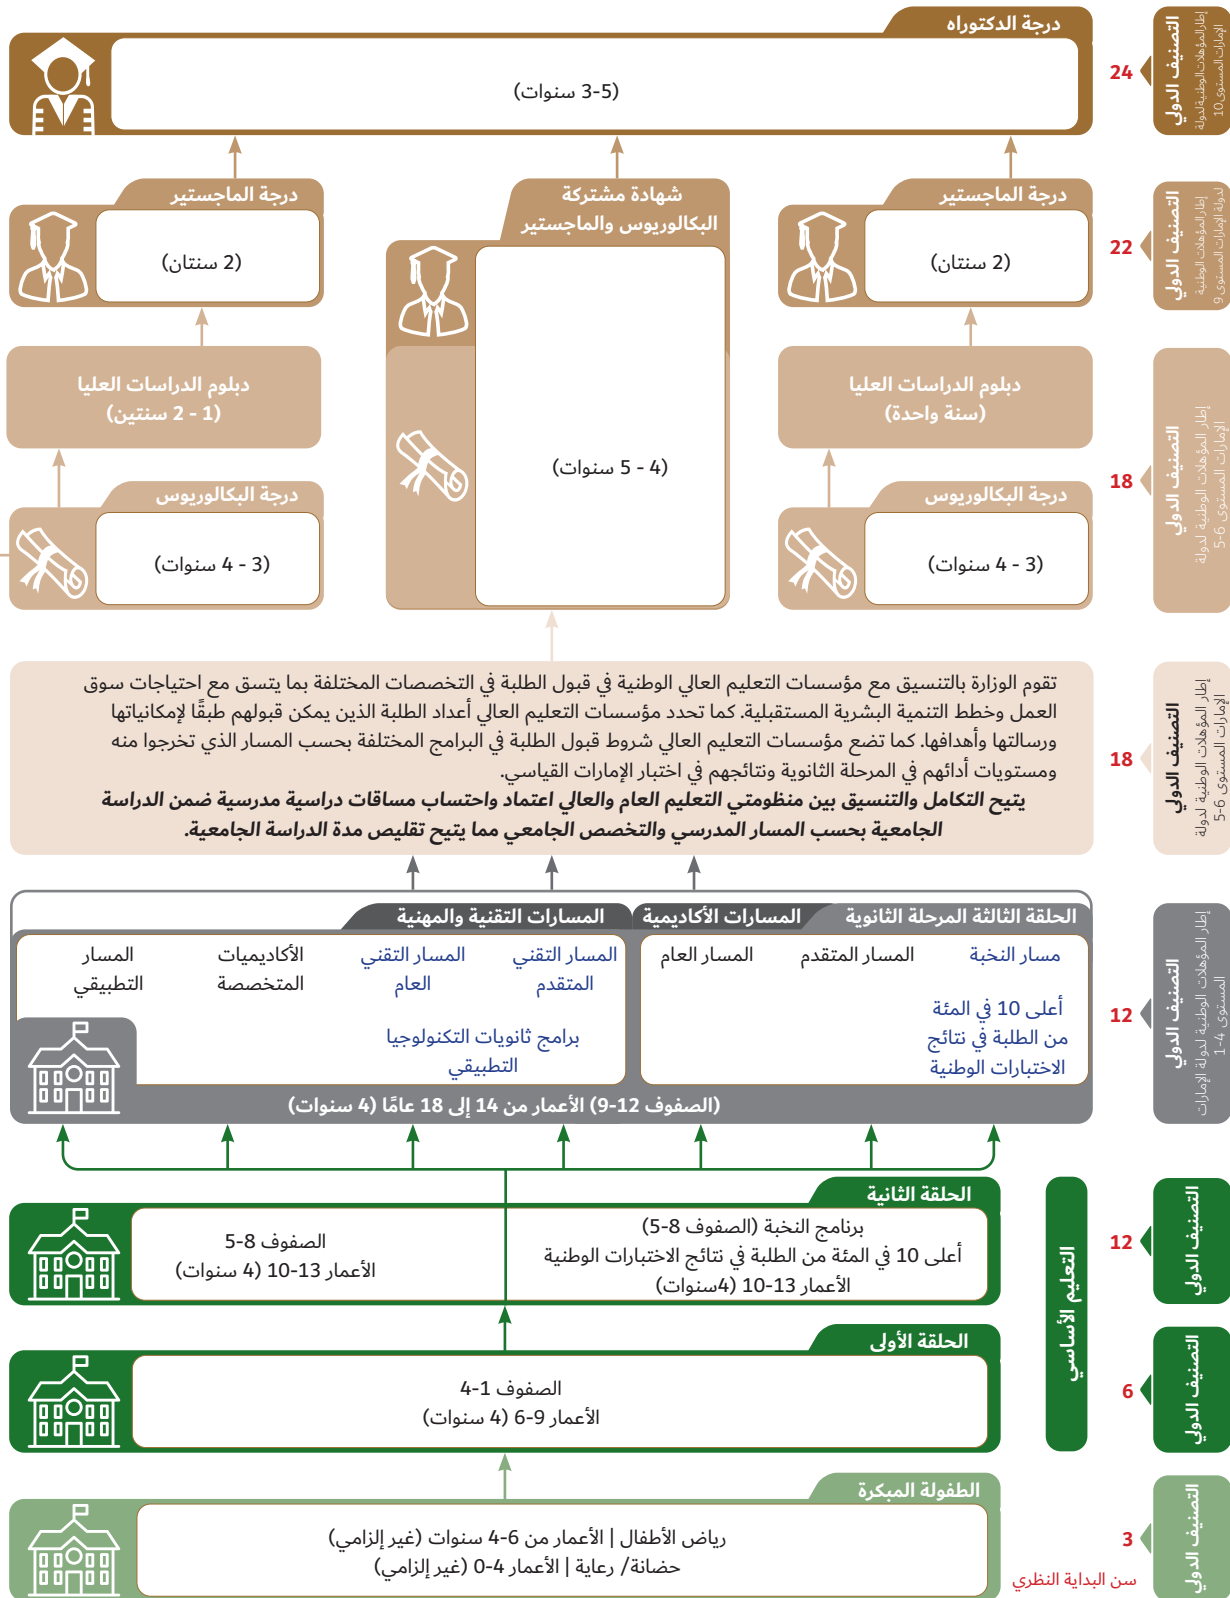 درجة الدكتوراه
(3-5 سنوات)
24
التصنيف الدولي
إطار المؤهلات الوطنية لدولة
الإمارات المستوى 10
درجة الماجستير
(2 سنتان)
شهادة مشتركة
البكالوريوس والماجستير
(4 - 5 سنوات)
درجة الماجستير
(2 سنتان)
22
التصنيف الدولي
إطار المؤهلات الوطنية
لدولة الإمارات المستوى 9
دبلوم الدراسات العليا
(سنة واحدة)
دبلوم الدراسات العليا
(1 - 2 سنتين)
درجة البكالوريوس
(3 - 4 سنوات)
درجة البكالوريوس
(3 - 4 سنوات)
18
التصنيف الدولي
إطار المؤهلات الوطنية لدولة
الإمارات المستوى 6-5
تقوم الوزارة بالتنسيق مع مؤسسات التعليم العالي الوطنية في قبول الطلبة في التخصصات المختلفة بما يتسق مع احتياجات سوق
العمل وخطط التنمية البشرية المستقبلية. كما تحدد مؤسسات التعليم العالي أعداد الطلبة الذين يمكن قبولهم طبقًا لإمكانياتها
ورسالتها وأهدافها. كما تضع مؤسسات التعليم العالي شروط قبول الطلبة في البرامج المختلفة بحسب المسار الذي تخرجوا منه
ومستويات أدائهم في المرحلة الثانوية ونتائجهم في اختبار الإمارات القياسي.
يتيح التكامل والتنسيق بين منظومتي التعليم العام والعالي اعتماد واحتساب مساقات دراسية مدرسية ضمن الدراسة
الجامعية بحسب المسار المدرسي والتخصص الجامعي مما يتيح تقليص مدة الدراسة الجامعية.
18
التصنيف الدولي
إطار المؤهلات الوطنية لدولة
الإمارات المستوى 6-5
الحلقة الثالثة المرحلة الثانوية
المسارات الأكاديمية
المسارات التقنية والمهنية
مسار النخبة
أعلى 10 في المئة
من الطلبة في نتائج
الاختبارات الوطنية
المسار المتقدم
المسار العام
المسار التقني
المتقدم
المسار التقني
العام
برامج ثانويات التكنولوجيا
التطبيقي
الأكاديميات
المتخصصة
المسار
التطبيقي
(الصفوف 12-9) الأعمار من 14 إلى 18 عامًا (4 سنوات)
12
التصنيف الدولي
إطار المؤهلات الوطنية لدولة الإمارات
المستوى 4-1
الحلقة الثانية
برنامج النخبة (الصفوف 8-5)
أعلى 10 في المئة من الطلبة في نتائج الاختبارات الوطنية
الأعمار 13-10 (4سنوات)
الصفوف 8-5
الأعمار 13-10 (4 سنوات)
12
التصنيف الدولي
التعليم الأساسي
الحلقة الأولى
الصفوف 1-4
الأعمار 9-6 (4 سنوات)
6
التصنيف الدولي
الطفولة المبكرة
رياض الأطفال | الأعمار من 6-4 سنوات (غير إلزامي)
حضانة/ رعاية | الأعمار 4-0 (غير إلزامي)
3
سن البداية النظري
التصنيف الدولي